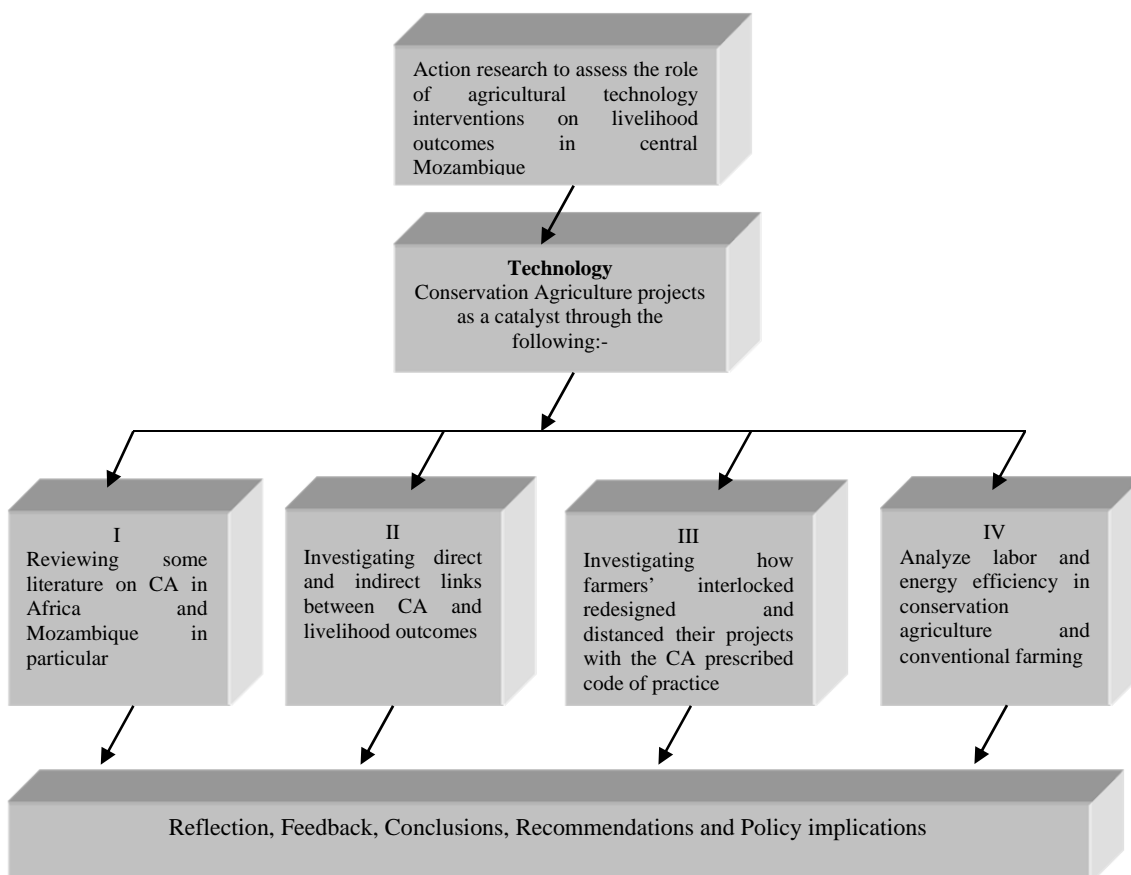 Action research to assess the role
of agricultural technology
interventions on livelihood
outcomes in central
Mozambique
Technology
Conservation Agriculture projects
as a catalyst through the
following:-
I
Reviewing some
literature on CA in
Africa and
Mozambique in
particular
II
Investigating direct
and indirect links
between CA and
livelihood outcomes
III
Investigating how
farmers’ interlocked
redesigned and
distanced their projects
with the CA prescribed
code of practice
IV
Analyze labor and
energy efficiency in
conservation
agriculture and
conventional farming
Reflection, Feedback, Conclusions, Recommendations and Policy implications